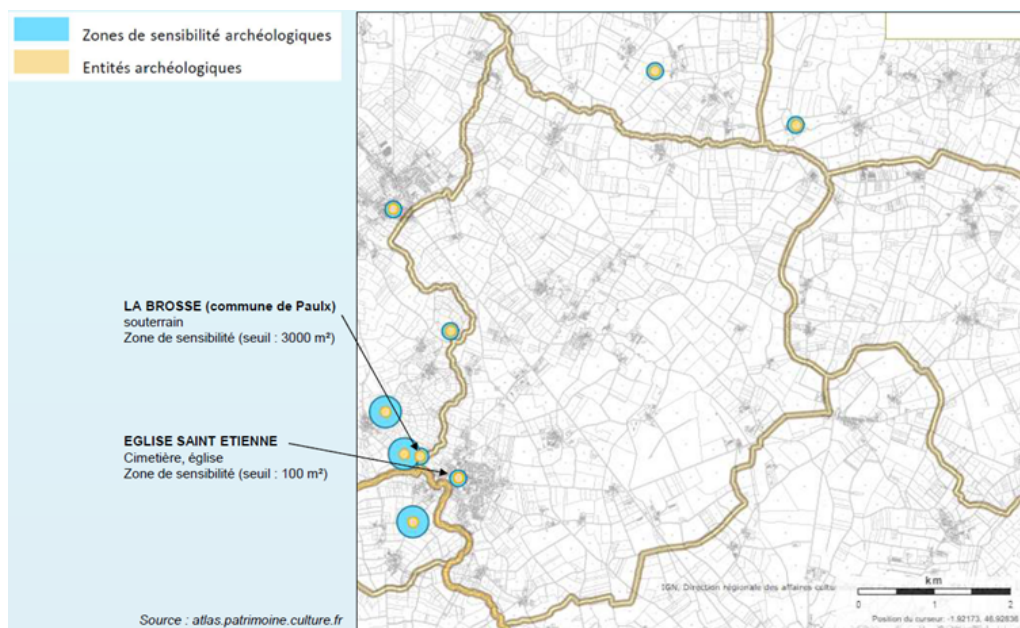 Zones de sensibilité archéologiques
Entités archéologiques
LA BROSSE (commune de Paulx)
souterrain
Zone de sensibilité (seuil : 3000 m²)
EGLISE SAINT ETIENNE
Cimetière, église
Zone de sensibilité (seuil : 100 m²)
Source : atlas.patrimoine.culture.fr
IGN, Direction régionale des affaires cultu
km
0 1 2
Position du curseur: -1.92173, 46.92836